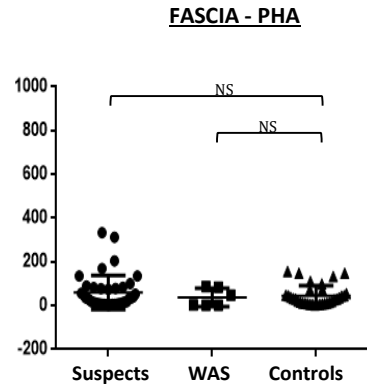 FASCIA - PHA
1000
NS
800
NS
600
400
200
0
-200
Suspects WAS Controls